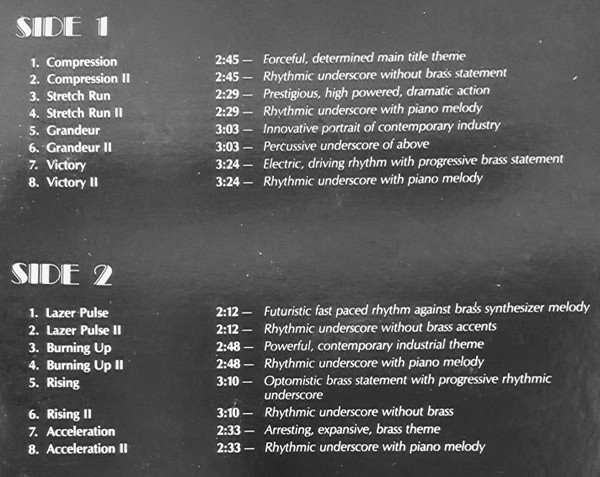 SIDE 1
1. Compression 2:45 — Forceful, determined main title theme
2. Compression II 2:45 — Rhythmic underscore without brass statement
3. Stretch Run 2:29 — Prestigious, high powered, dramatic action
4. Stretch Run II 2:29 — Rhythmic underscore with piano melody
5. Grandeur 3:03 — Innovative portrait of contemporary industry
6. Grandeur II 3:03 — Percussive underscore of above
7. Victory 3:24 — Electric, driving rhythm with progressive brass statement
8. Victory II 3:24 — Rhythmic underscore with piano melody
SIDE 2
1. Lazer Pulse 2:12 — Futuristic fast paced rhythm against brass synthesizer melody
2. Lazer Pulse II 2:12 — Rhythmic underscore without brass accents
3. Burning Up 2:48 — Powerful, contemporary industrial theme
4. Burning Up II 2:48 — Rhythmic underscore with piano melody
5. Rising 3:10 — Optomistic brass statement with progressive rhythmic
underscore
6. Rising II 3:10 — Rhythmic underscore without brass
7. Acceleration 2:33 — Arresting, expansive, brass theme
8. Acceleration II 2:33 — Rhythmic underscore with piano melody